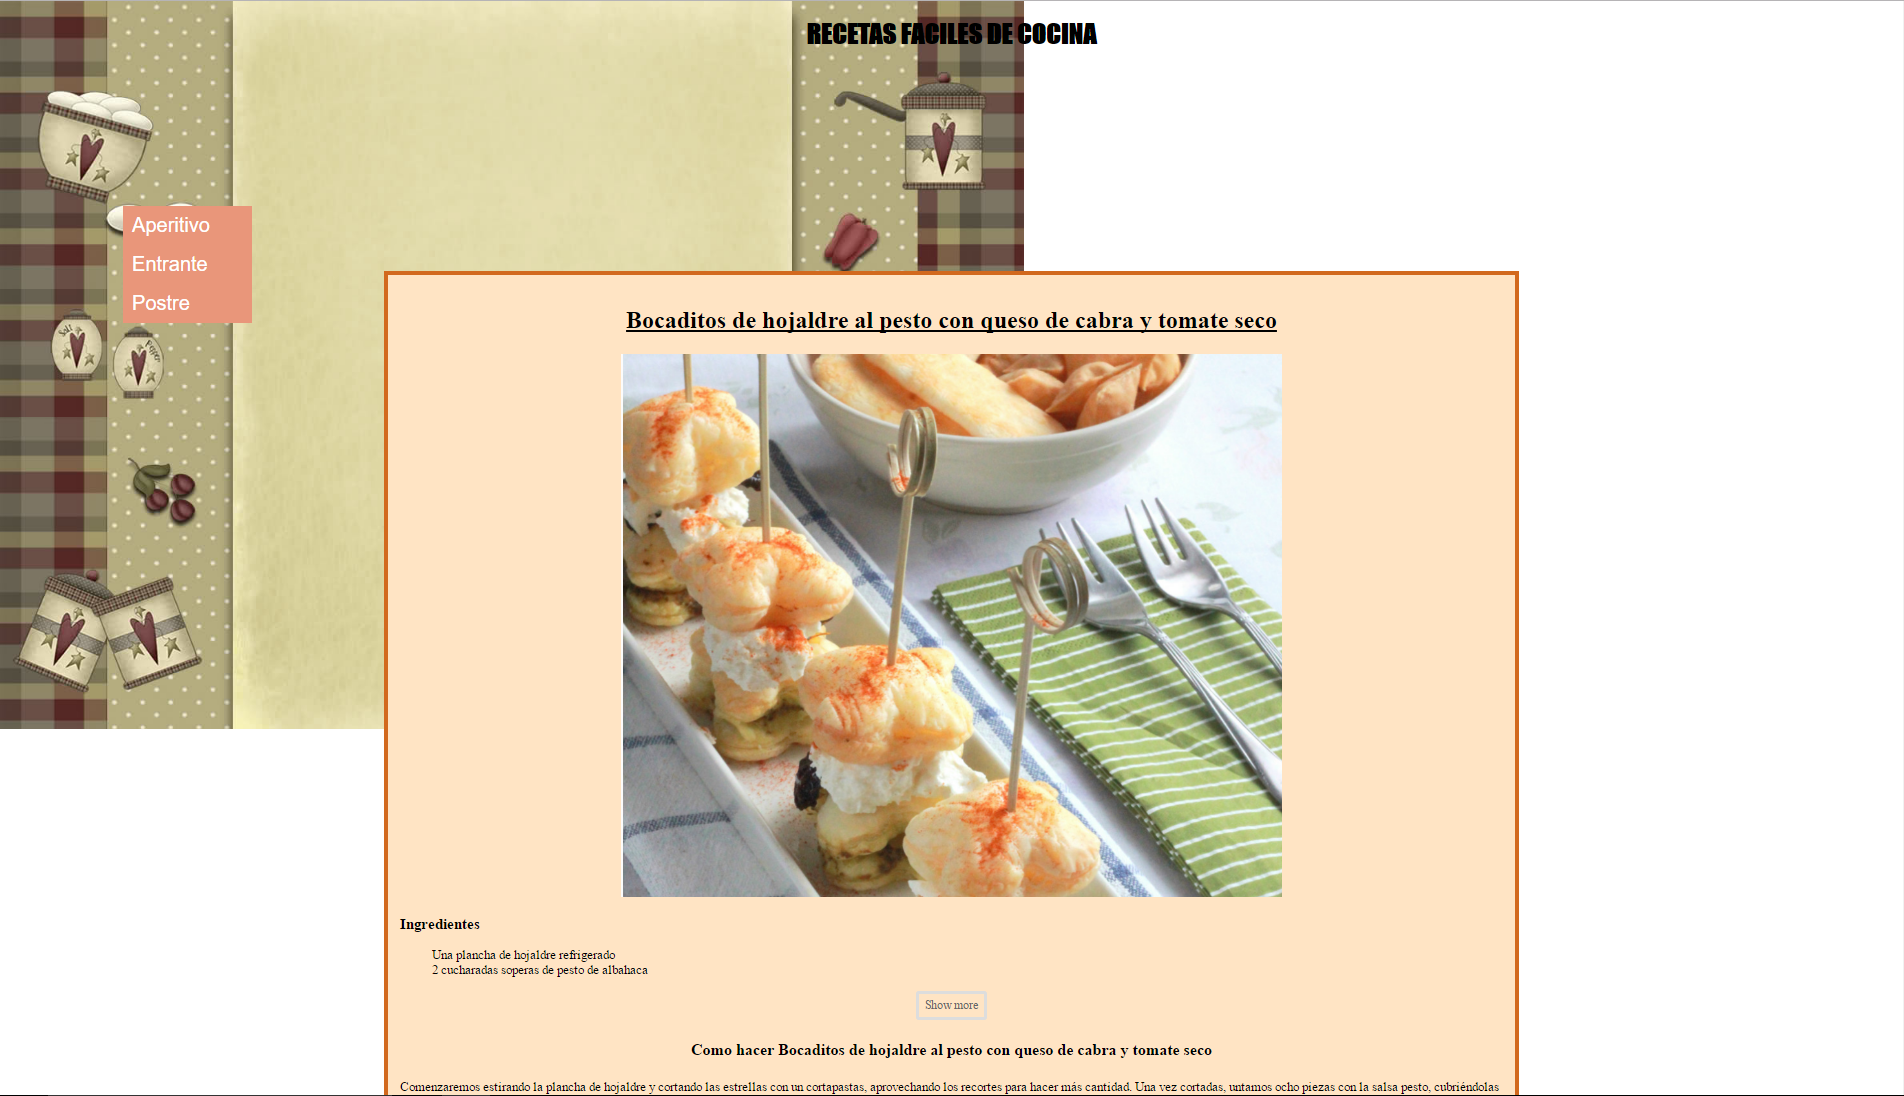 RECETAS FACILES DE COCINA
Aperitivo
Entrante
Postre
Salt
Pepper
Bocaditos de hojaldre al pesto con queso de cabra y tomate seco
Ingredientes
Una plancha de hojaldre refrigerado
2 cucharadas soperas de pesto de albahaca
Show more
Como hacer Bocaditos de hojaldre al pesto con queso de cabra y tomate seco
Comenzaremos estirando la plancha de hojaldre y cortando las estrellas con un cortapastas, aprovechando los recortes para hacer más cantidad. Una vez cortadas, untamos ocho piezas con la salsa pesto, cubriéndolas